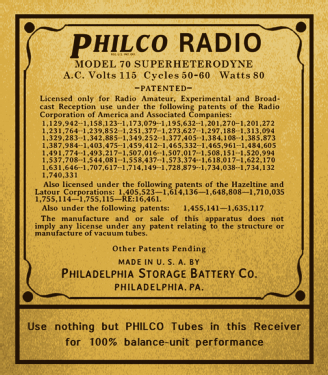 PHILCO RADIO
MODEL 70 SUPERHETERODYNE
A.C. Volts 115 Cycles 50-60 Watts 80
—PATENTED—
Licensed only for Radio Amateur, Experimental and Broad-
cast Reception use under the following patents of the Radio
Corporation of America and Associated Companies:
1,129,942—1,158,123—1,173,079—1,195,632—1,201,270—1,201,272
1,231,764—1,239,852—1,251,377—1,273,627—1,297,188—1,313,094
1,329,283—1,342,885—1,349,252—1,377,405—1,384,108—1,385,873
1,387,984—1,403,475—1,459,412—1,465,332—1,465,961—1,484,605
1,491,774—1,493,217—1,507,016—1,507,017—1,508,151—1,520,994
1,537,708—1,544,081—1,558,437—1,573,374—1,618,017—1,622,170
1,631,646—1,707,617—1,714,149—1,728,879—1,734,038—1,734,132
1,740,331
Also licensed under the following patents of the Hazeltine and
Latour Corporations: 1,405,523—1,614,136—1,648,808—1,710,035
1,755,114—1,755,115—RE:16,461.
Also under the following patents: 1,455,141—1,635,117
The manufacture and or sale of this apparatus does not
imply any license under any patent relating to the structure or
manufacture of vacuum tubes.
Other Patents Pending
MADE IN U. S. A. BY
PHILADELPHIA STORAGE BATTERY CO.
PHILADELPHIA, PA.
Use nothing but PHILCO Tubes in this Receiver
for 100% balance-unit performance